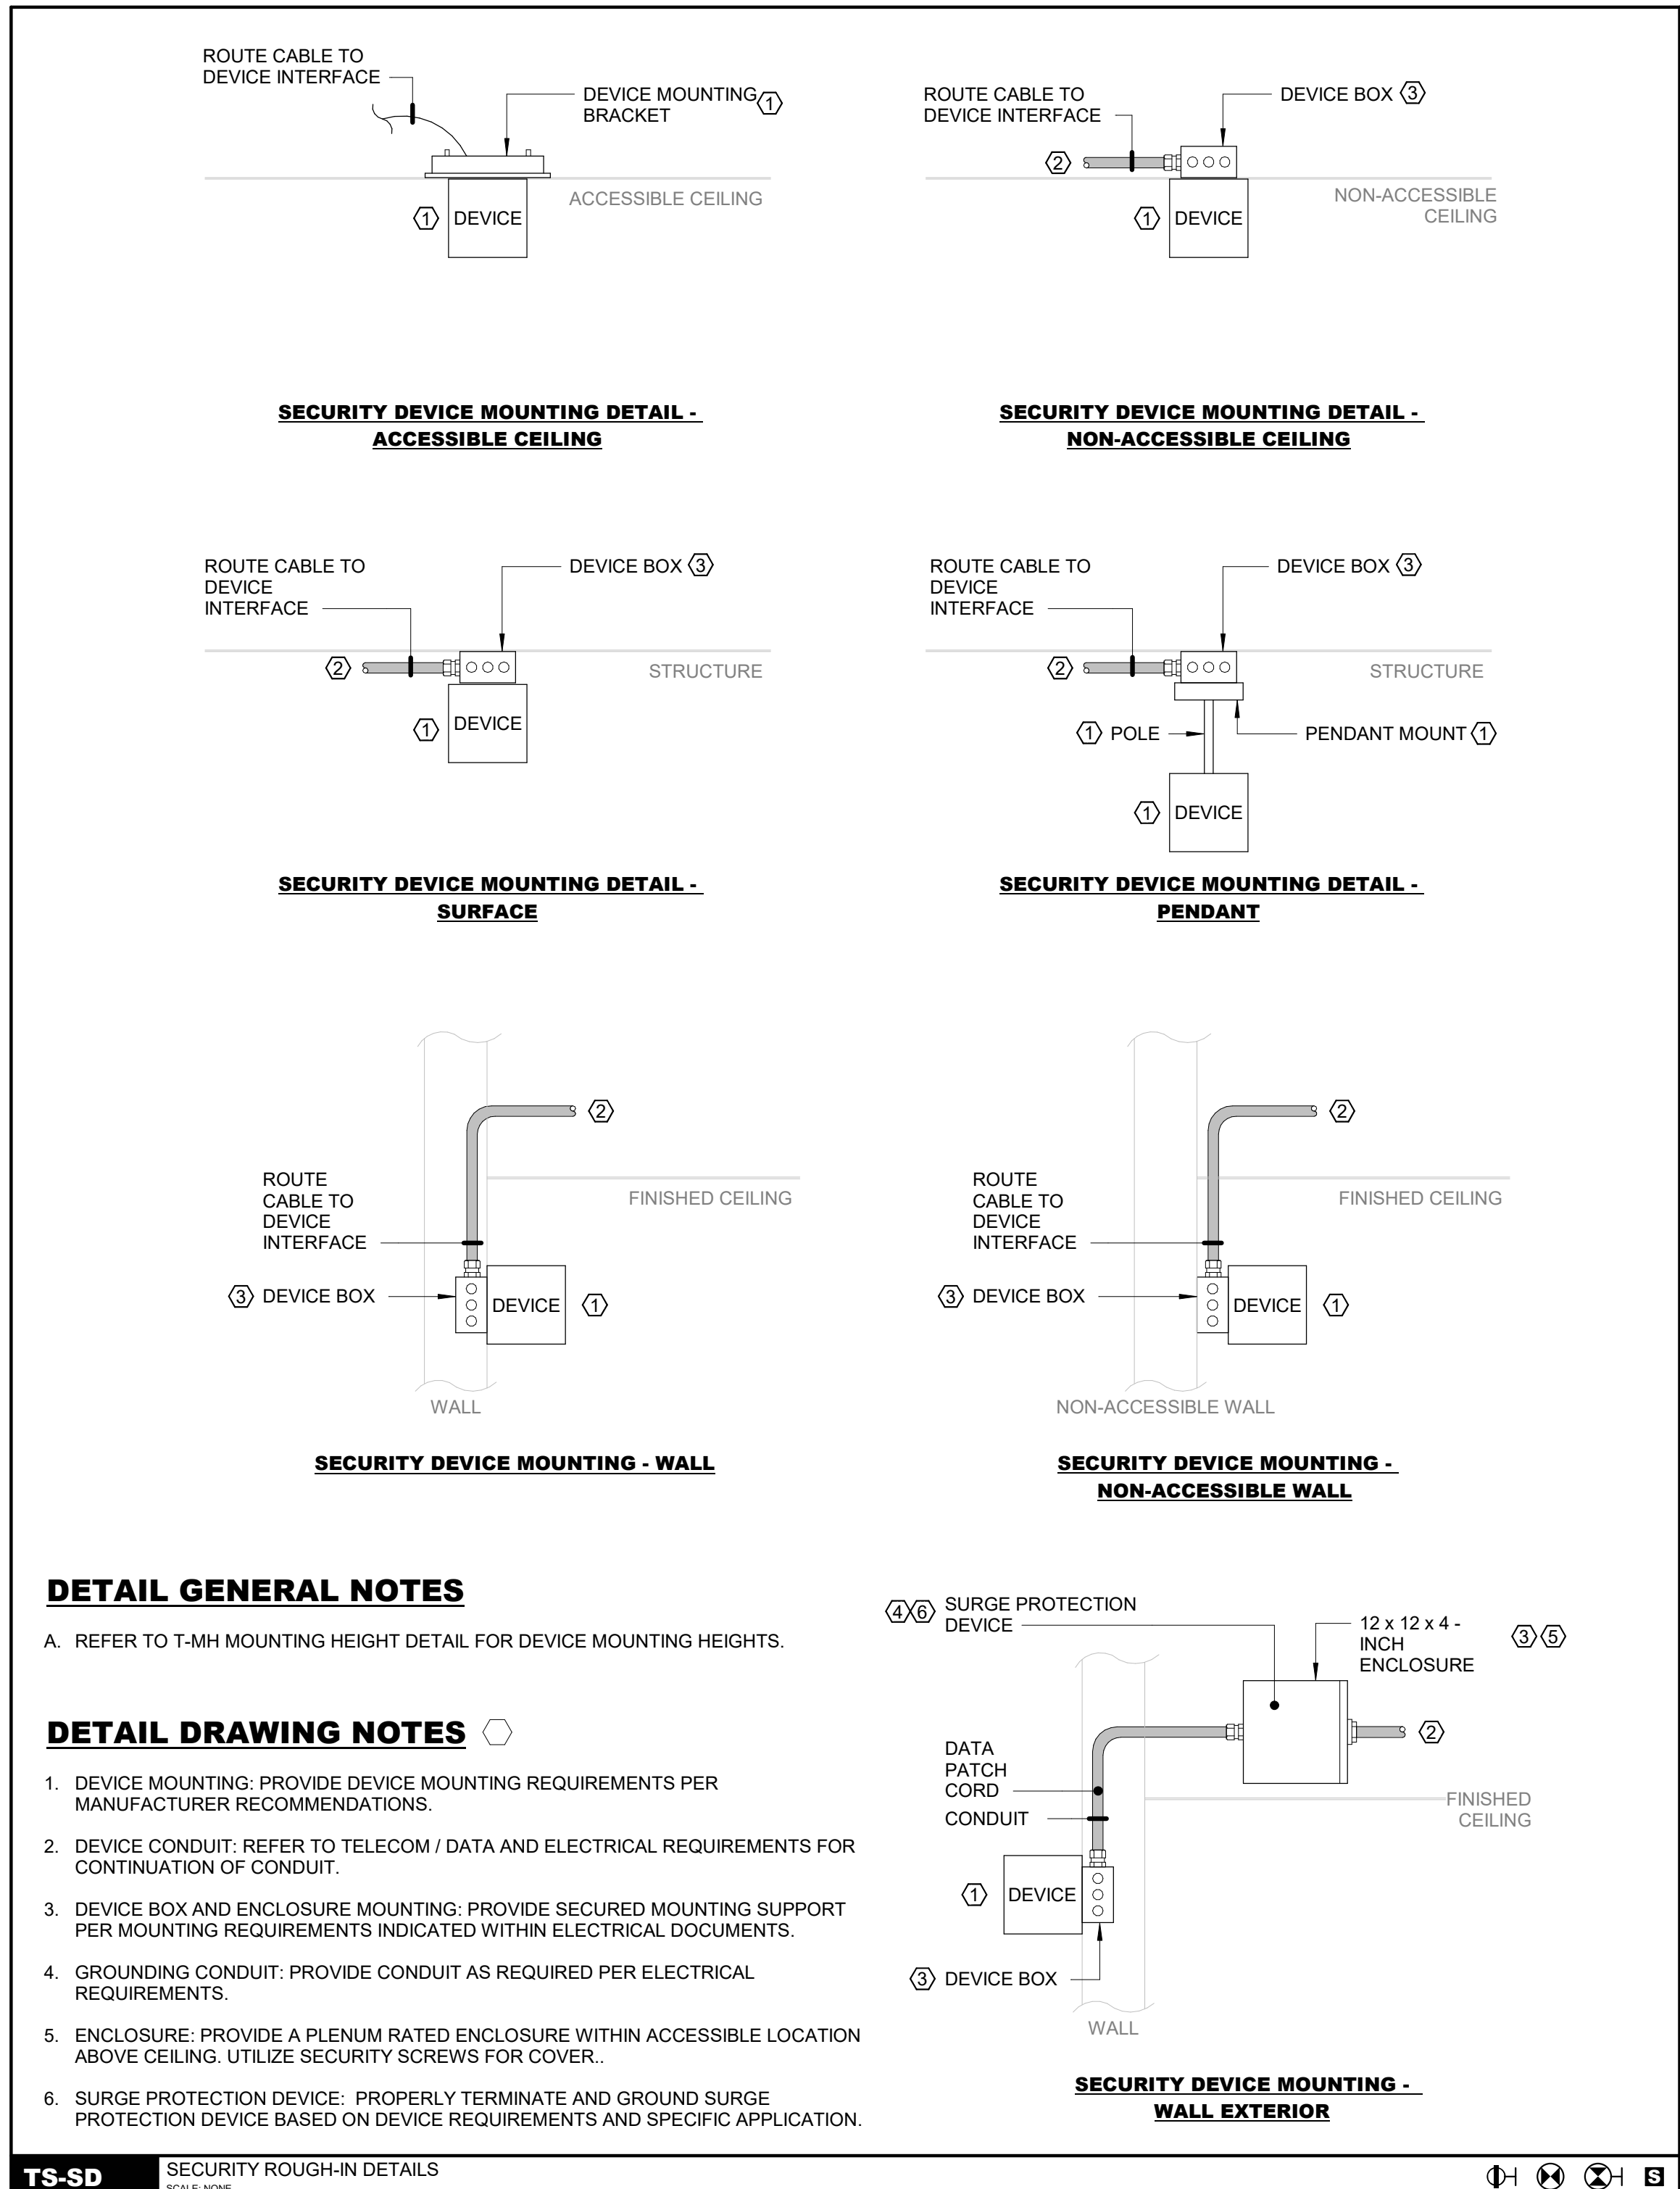 ROUTE CABLE TO
DEVICE INTERFACE
DEVICE MOUNTING
BRACKET
1
ACCESSIBLE CEILING
1
DEVICE
SECURITY DEVICE MOUNTING DETAIL -
ACCESSIBLE CEILING
ROUTE CABLE TO
DEVICE INTERFACE
DEVICE BOX 3
2
NON-ACCESSIBLE
CEILING
1
DEVICE
SECURITY DEVICE MOUNTING DETAIL -
NON-ACCESSIBLE CEILING
ROUTE CABLE TO
DEVICE
INTERFACE
DEVICE BOX 3
2
STRUCTURE
1
DEVICE
SECURITY DEVICE MOUNTING DETAIL -
SURFACE
ROUTE CABLE TO
DEVICE
INTERFACE
DEVICE BOX 3
2
STRUCTURE
1 POLE
PENDANT MOUNT 1
1
DEVICE
SECURITY DEVICE MOUNTING DETAIL -
PENDANT
2
ROUTE
CABLE TO
DEVICE
INTERFACE
FINISHED CEILING
3 DEVICE BOX
DEVICE
1
WALL
SECURITY DEVICE MOUNTING - WALL
2
ROUTE
CABLE TO
DEVICE
INTERFACE
FINISHED CEILING
3 DEVICE BOX
DEVICE
1
NON-ACCESSIBLE WALL
SECURITY DEVICE MOUNTING -
NON-ACCESSIBLE WALL
DETAIL GENERAL NOTES
A. REFER TO T-MH MOUNTING HEIGHT DETAIL FOR DEVICE MOUNTING HEIGHTS.
DETAIL DRAWING NOTES
1. DEVICE MOUNTING: PROVIDE DEVICE MOUNTING REQUIREMENTS PER
MANUFACTURER RECOMMENDATIONS.
2. DEVICE CONDUIT: REFER TO TELECOM / DATA AND ELECTRICAL REQUIREMENTS FOR
CONTINUATION OF CONDUIT.
3. DEVICE BOX AND ENCLOSURE MOUNTING: PROVIDE SECURED MOUNTING SUPPORT
PER MOUNTING REQUIREMENTS INDICATED WITHIN ELECTRICAL DOCUMENTS.
4. GROUNDING CONDUIT: PROVIDE CONDUIT AS REQUIRED PER ELECTRICAL
REQUIREMENTS.
5. ENCLOSURE: PROVIDE A PLENUM RATED ENCLOSURE WITHIN ACCESSIBLE LOCATION
ABOVE CEILING. UTILIZE SECURITY SCREWS FOR COVER..
6. SURGE PROTECTION DEVICE: PROPERLY TERMINATE AND GROUND SURGE
PROTECTION DEVICE BASED ON DEVICE REQUIREMENTS AND SPECIFIC APPLICATION.
4 6 SURGE PROTECTION
DEVICE
12 x 12 x 4 -
INCH
ENCLOSURE
3 5
2
DATA
PATCH
CORD
CONDUIT
FINISHED
CEILING
1
DEVICE
3 DEVICE BOX
WALL
SECURITY DEVICE MOUNTING -
WALL EXTERIOR
TS-SD
SECURITY ROUGH-IN DETAILS
SCALE: NONE
S